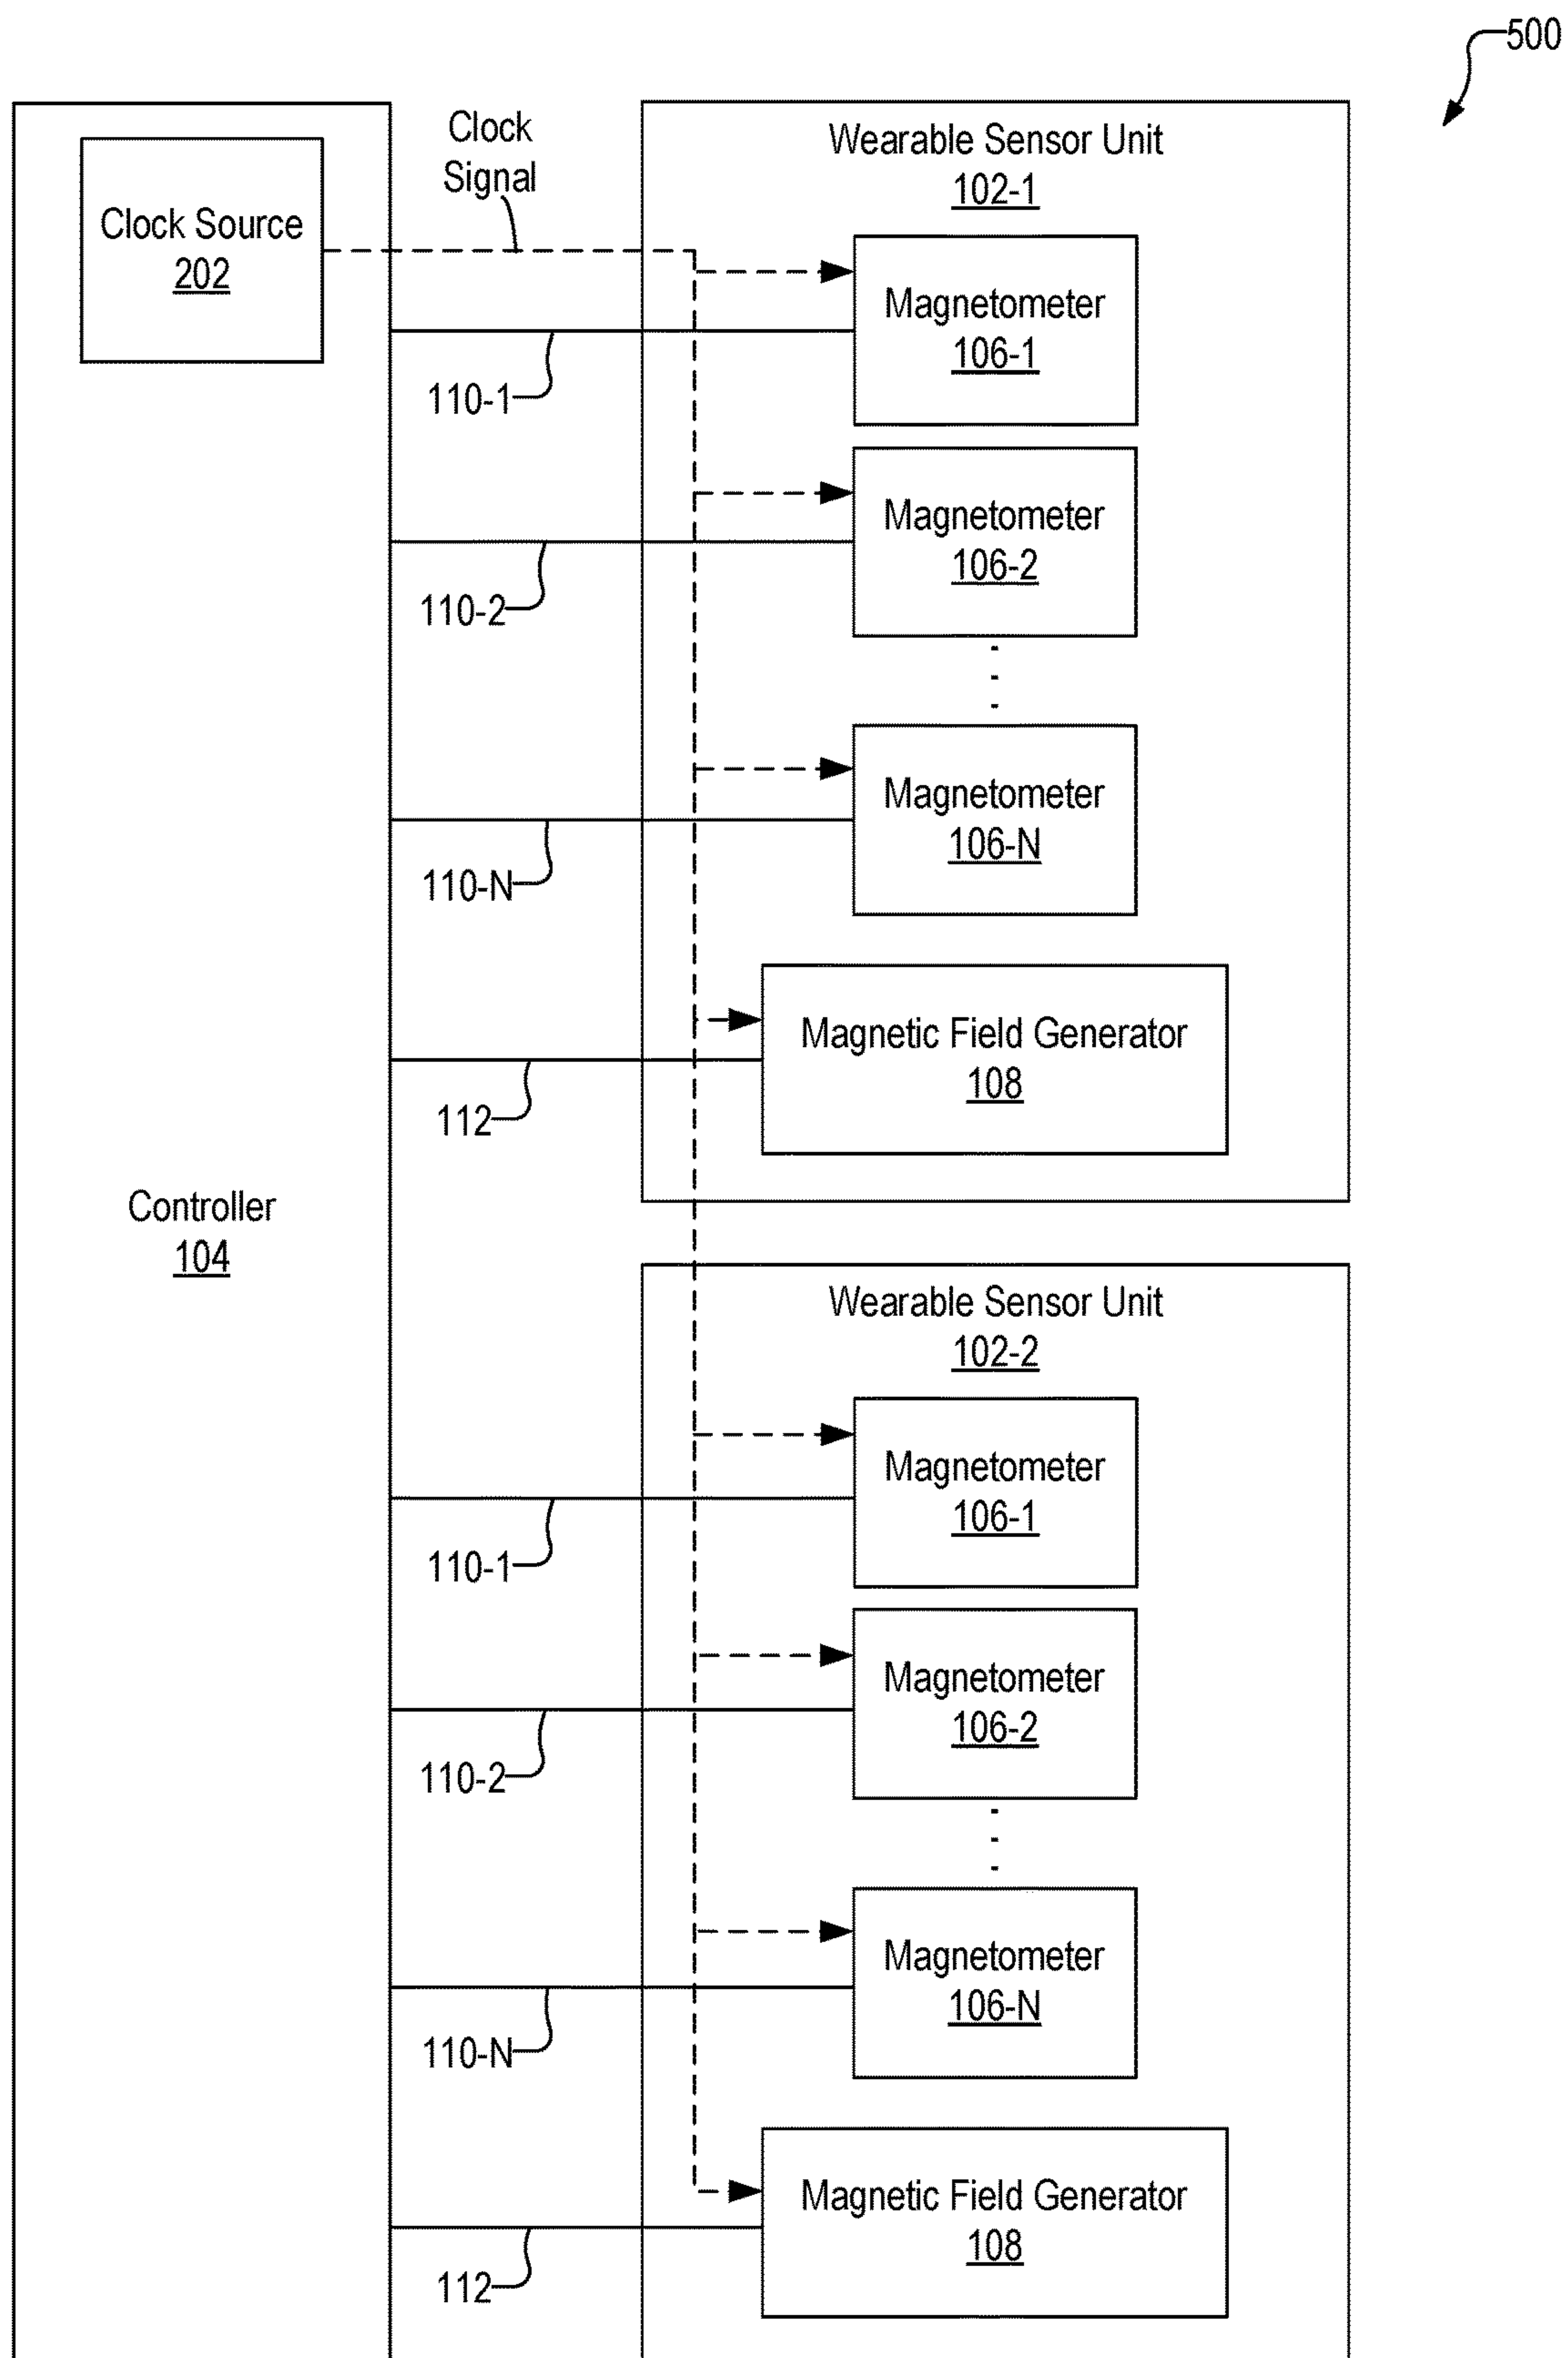 500
Clock
Signal
Clock Source
202
Controller
104
Wearable Sensor Unit
102-1
Magnetometer
106-1
110-1
Magnetometer
106-2
110-2
Magnetometer
106-N
110-N
Magnetic Field Generator
108
112
Wearable Sensor Unit
102-2
Magnetometer
106-1
110-1
Magnetometer
106-2
110-2
Magnetometer
106-N
110-N
Magnetic Field Generator
108
112